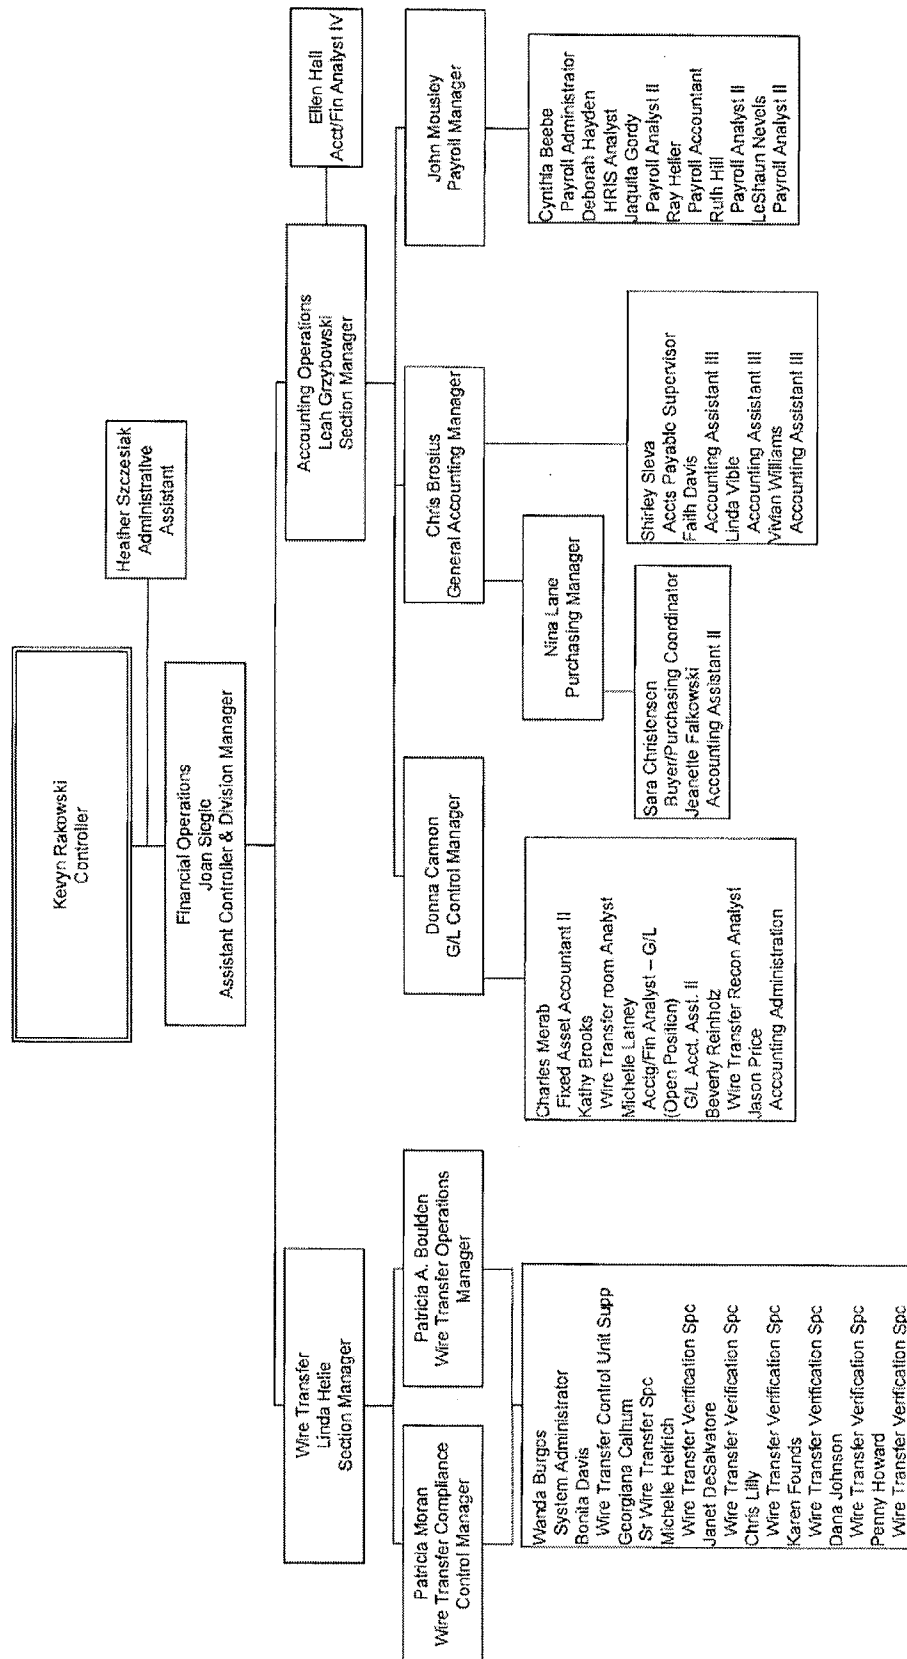 Kevyn Rakowski
Controller
Heather Szczesiak
Administrative
Assistant
Financial Operations
Joan Siegle
Assistant Controller & Division Manager
Wire Transfer
Linda Helie
Section Manager
Accounting Operations
Leah Grzybowski
Section Manager
Ellen Hall
Acct/Fin Analyst IV
Patricia Moran
Wire Transfer Compliance
Control Manager
Patricia A. Boulden
Wire Transfer Operations
Manager
Donna Cannon
G/L Control Manager
Chris Brosius
General Accounting Manager
John Mousley
Payroll Manager
Wanda Burgos
System Administrator
Bonita Davis
Wire Transfer Control Unit Supp
Georgiana Calhum
Sr Wire Transfer Spc
Michelle Helfrich
Wire Transfer Verification Spc
Janet DeSalvatore
Wire Transfer Verification Spc
Chris Lilly
Wire Transfer Verification Spc
Karen Founds
Wire Transfer Verification Spc
Dana Johnson
Wire Transfer Verification Spc
Penny Howard
Wire Transfer Verification Spc
Charles Merab
Fixed Asset Accountant II
Kathy Brooks
Wire Transfer room Analyst
Michelle Latney
Acctg/Fin Analyst – G/L
(Open Position)
G/L Acct. Asst. II
Beverly Reinholz
Wire Transfer Recon Analyst
Jason Price
Accounting Administration
Nina Lane
Purchasing Manager
Sara Christenson
Buyer/Purchasing Coordinator
Jeanette Falkowski
Accounting Assistant II
Shirley Sleva
Accts Payable Supervisor
Faith Davis
Accounting Assistant III
Linda Vible
Accounting Assistant III
Vivian Williams
Accounting Assistant III
Cynthia Beebe
Payroll Administrator
Deborah Hayden
HRIS Analyst
Jaquita Gordy
Payroll Analyst II
Ray Heller
Payroll Accountant
Ruth Hill
Payroll Analyst II
LeShaun Nevels
Payroll Analyst II